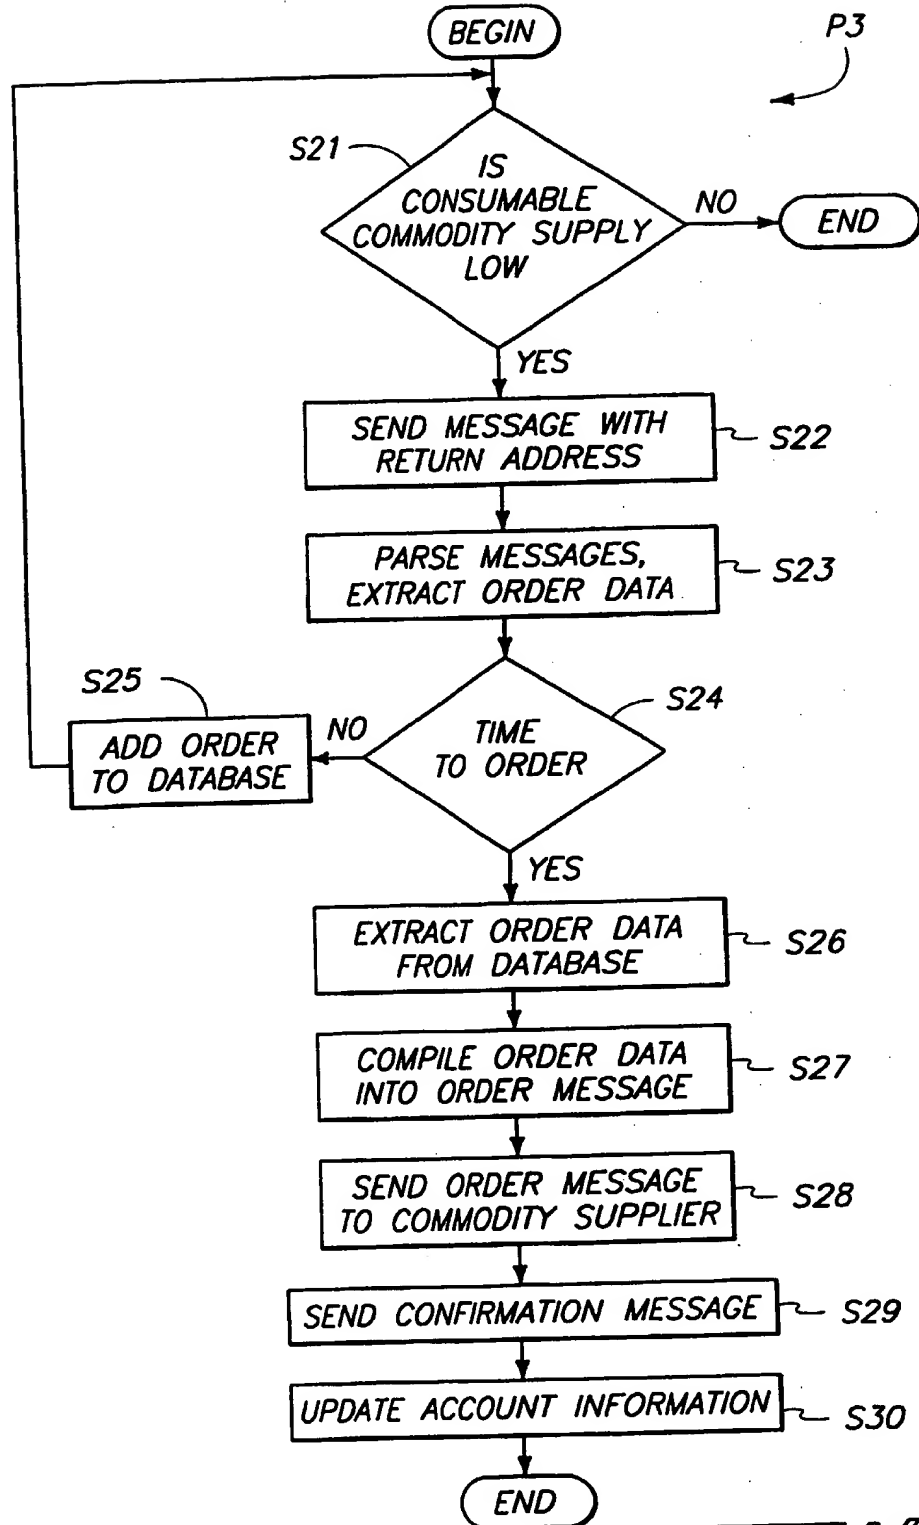 BEGIN
P3
S21
IS
CONSUMABLE
COMMODITY SUPPLY
LOW
NO
END
YES
SEND MESSAGE WITH
RETURN ADDRESS
S22
PARSE MESSAGES,
EXTRACT ORDER DATA
S23
S25
S24
ADD ORDER
TO DATABASE
NO
TIME
TO ORDER
YES
EXTRACT ORDER DATA
FROM DATABASE
S26
COMPILE ORDER DATA
INTO ORDER MESSAGE
S27
SEND ORDER MESSAGE
TO COMMODITY SUPPLIER
S28
SEND CONFIRMATION MESSAGE
S29
UPDATE ACCOUNT INFORMATION
S30
END